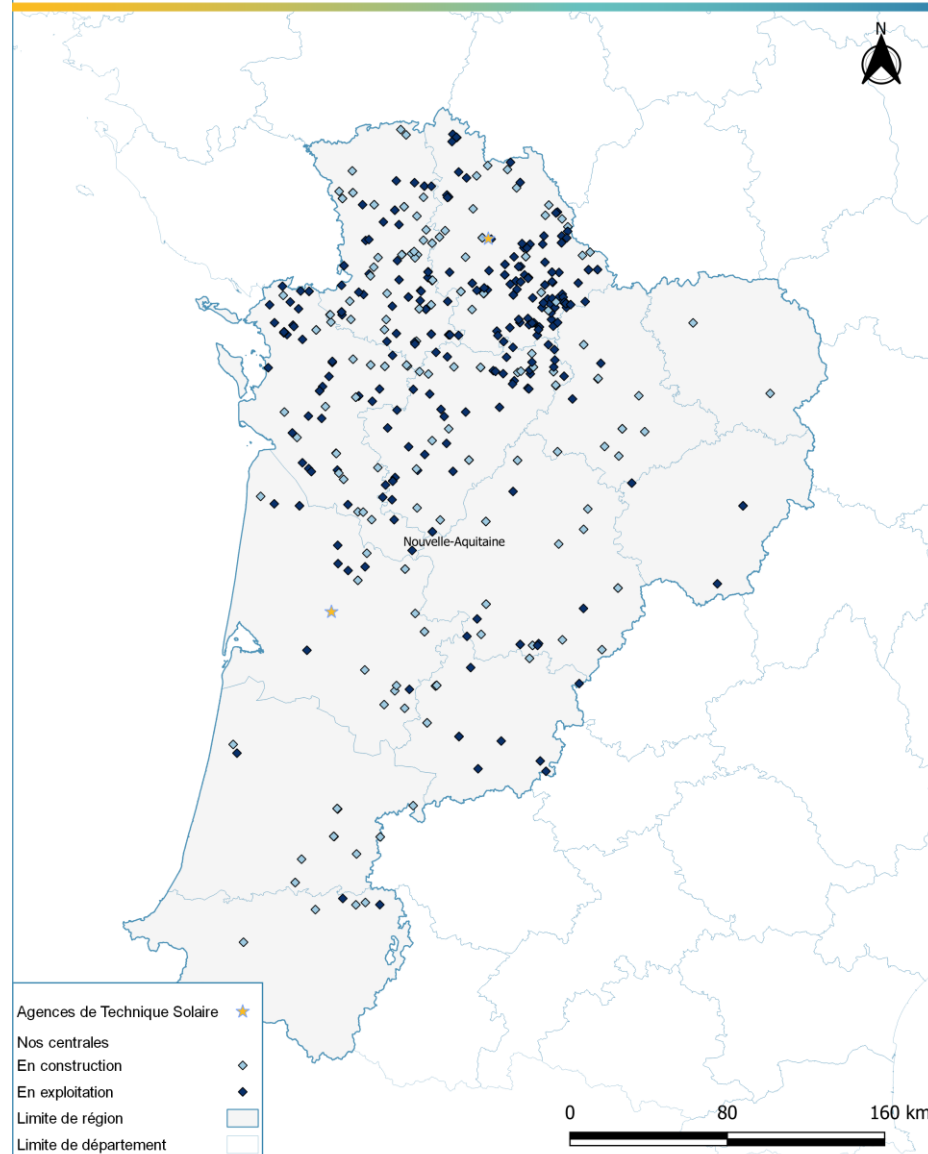 N
Nouvelle-Aquitaine
Agences de Technique Solaire
Nos centrales
En construction
En exploitation
Limite de région
Limite de département
0 80 160 km